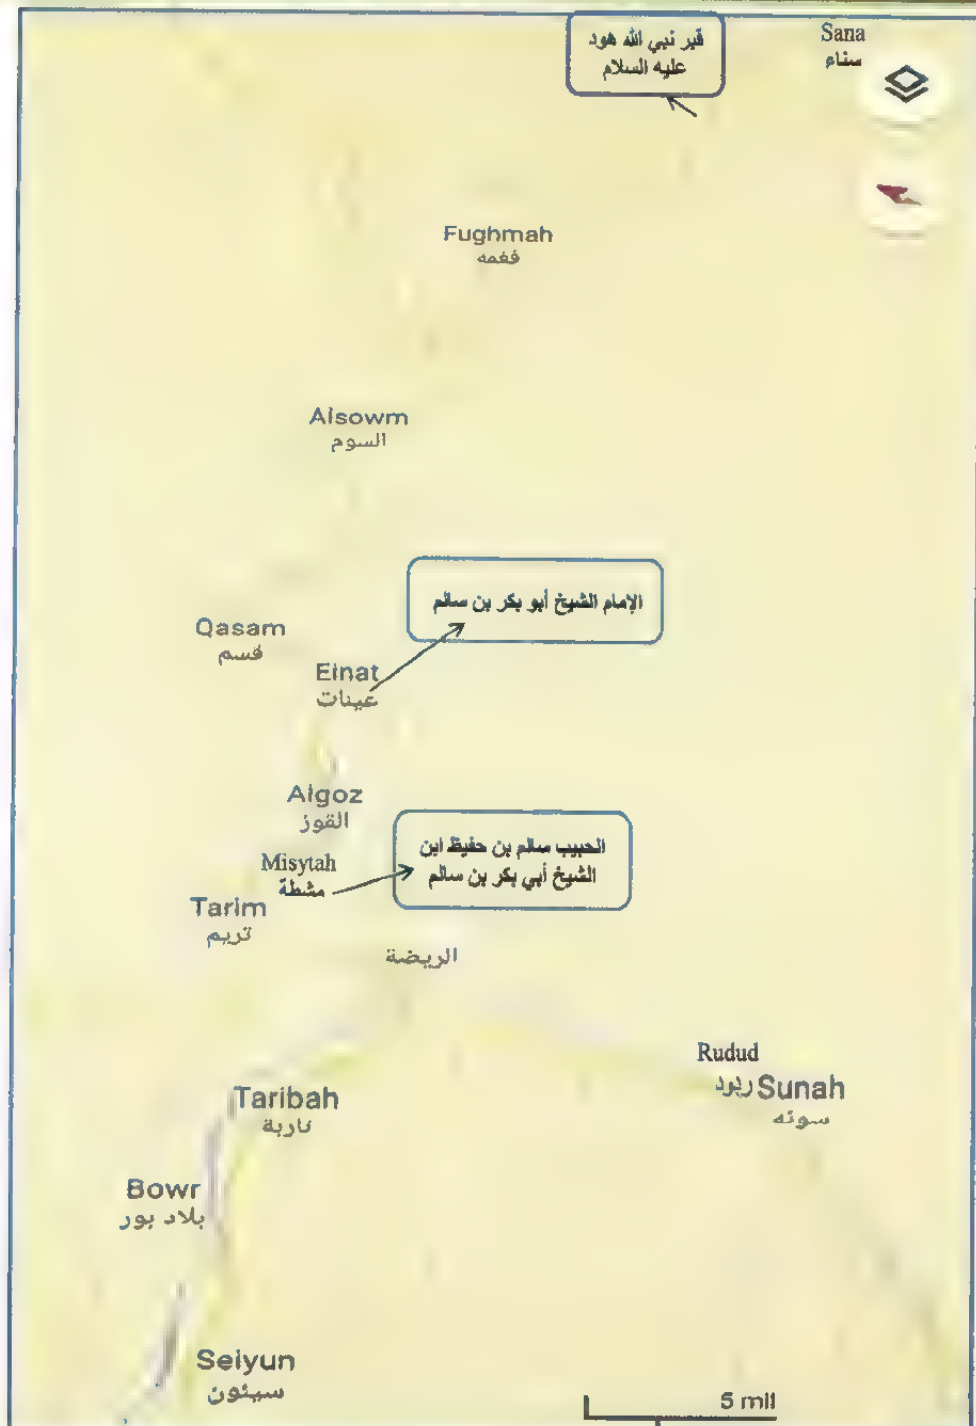 قبر نبي الله هود
عليه السلام
Sana
سناء
Fughmah
فغمه
Alsowm
السوم
الإمام الشيخ أبو بكر بن سالم
Qasam
قسم
Einat
عينات
Algoz
القوز
الحبيب سالم بن حفيظ ابن
الشيخ أبي بكر بن سالم
Misytah
مشطة
Tarim
تريم
الريضة
Rudud
ردود
Sunah
سونه
Taribah
تاربة
Bowr
بلاد بور
Seiyun
سيئون
5 mil